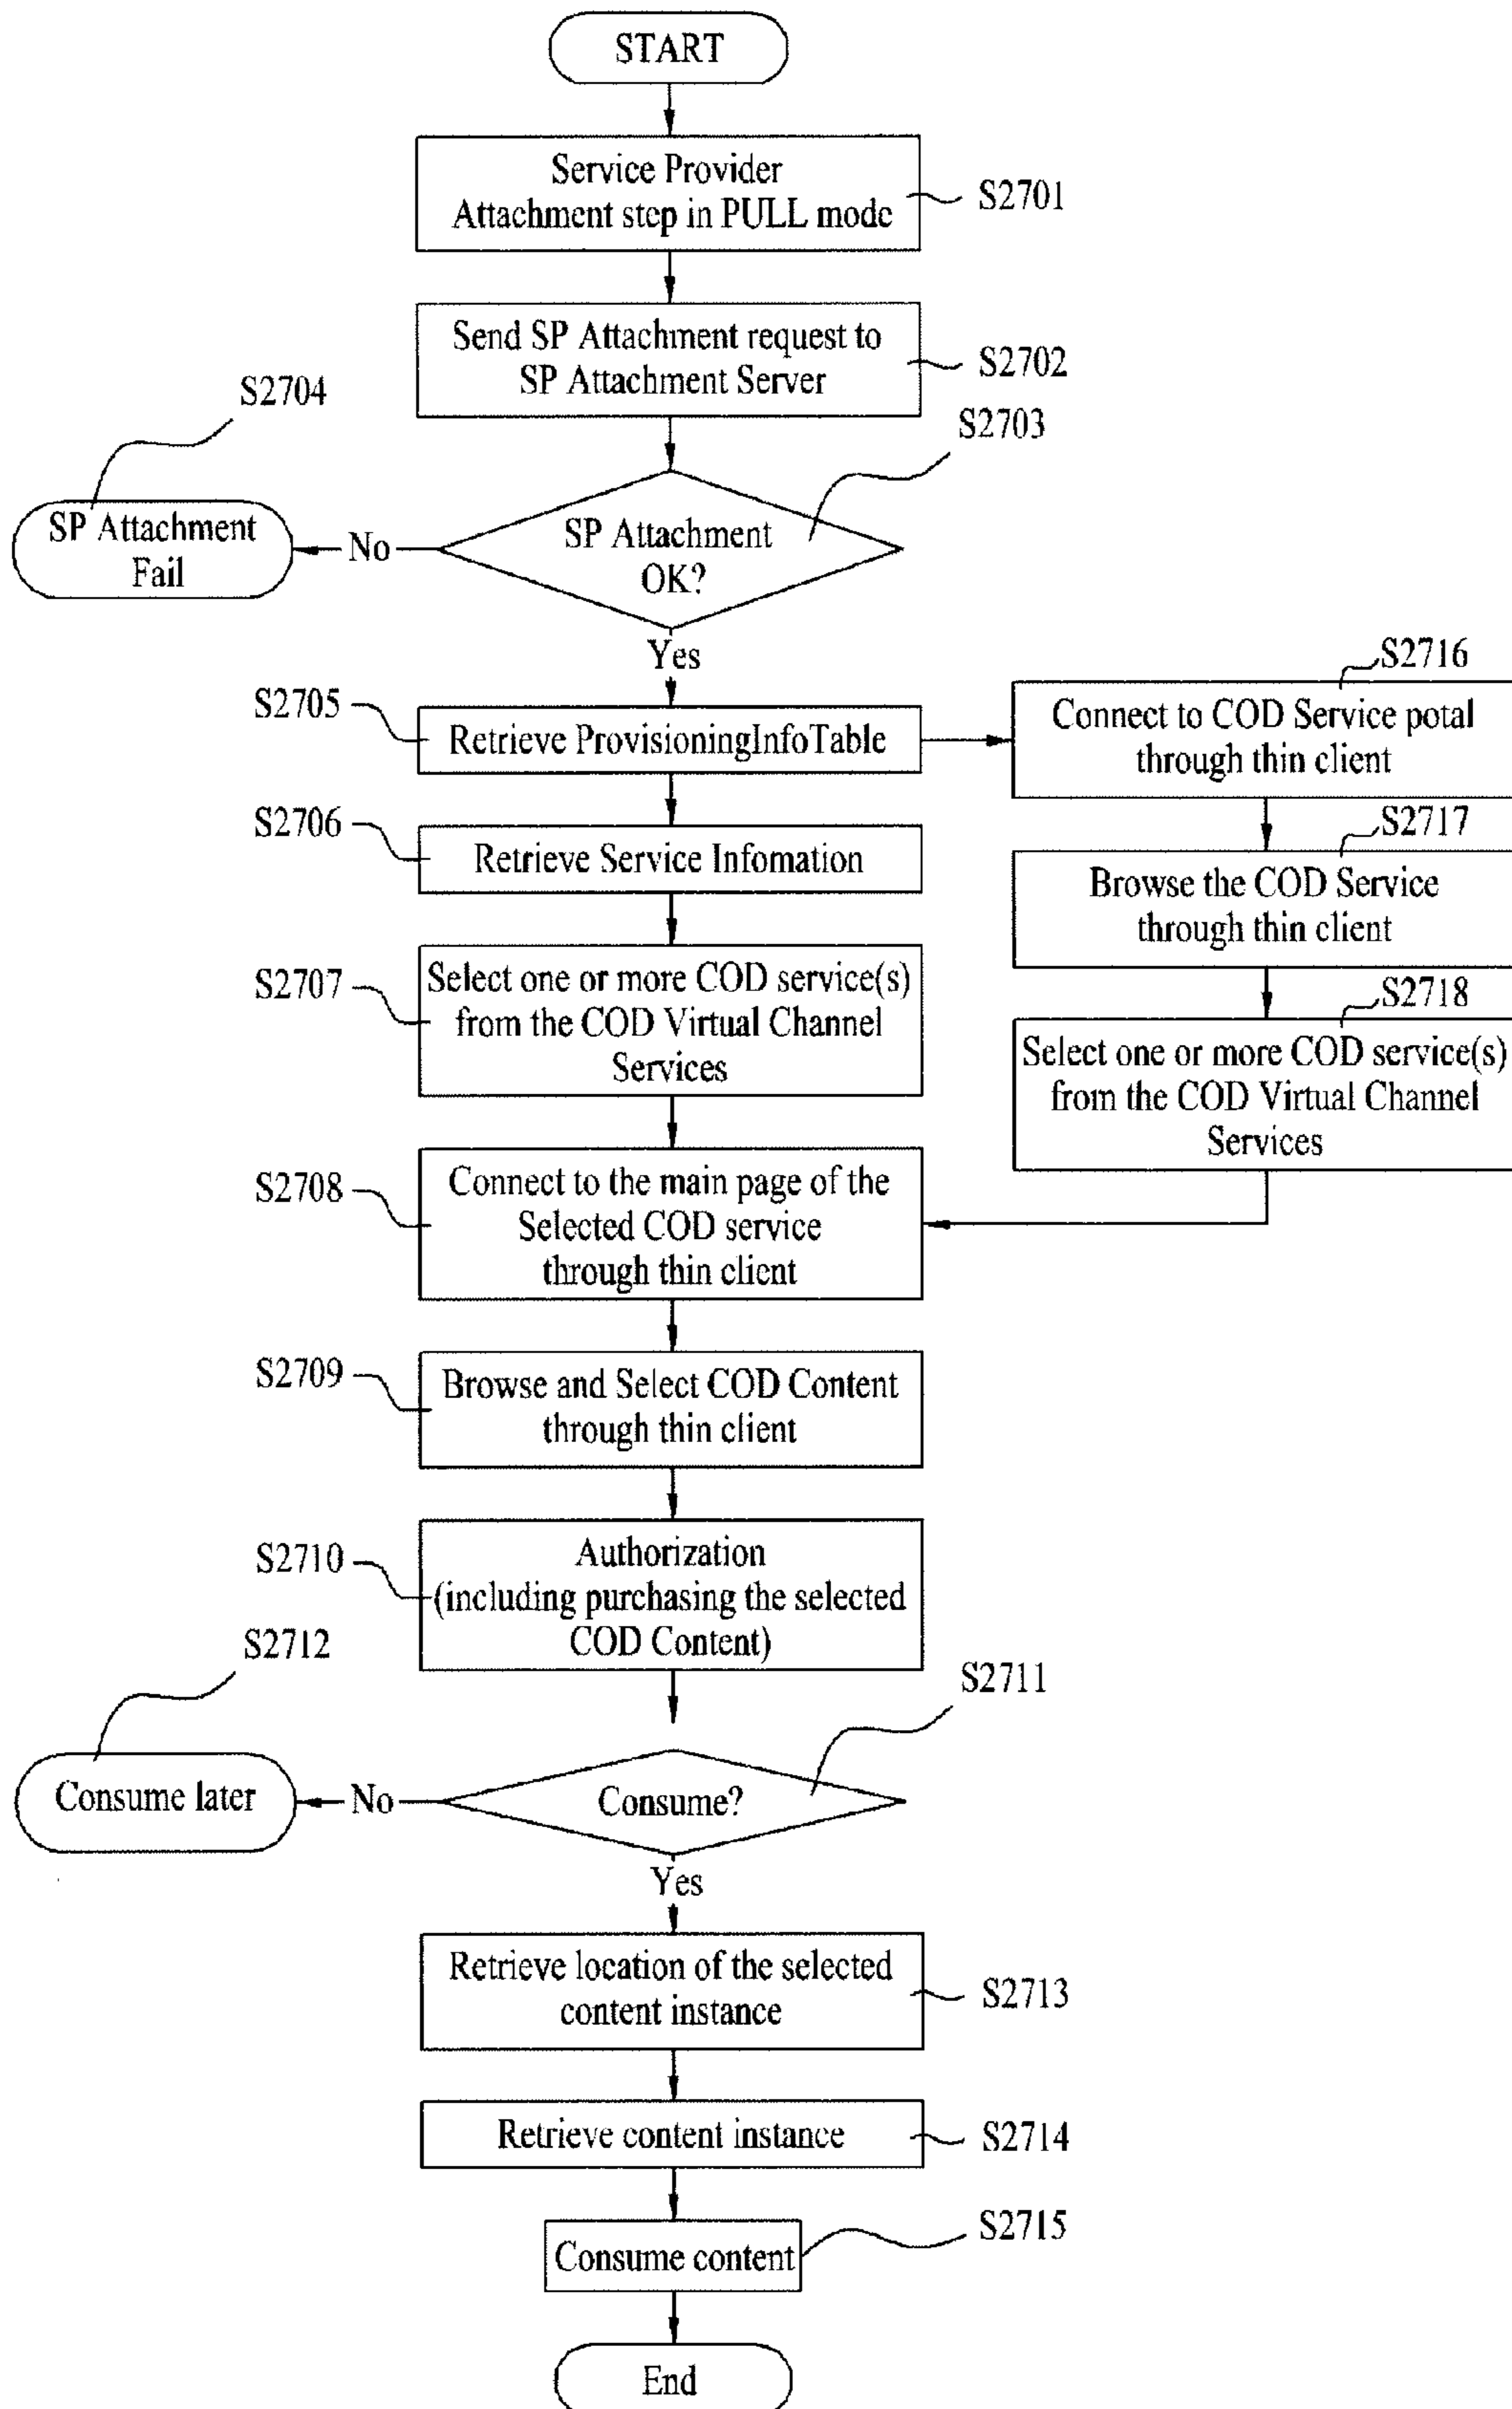 START
Service Provider
Attachment step in PULL mode
S2701
Send SP Attachment request to
SP Attachment Server
S2702
S2704
S2703
SP Attachment
Fail
No
SP Attachment
OK?
Yes
S2716
S2705
Retrieve ProvisioningInfoTable
Connect to COD Service potal
through thin client
S2706
Retrieve Service Infomation
S2717
Browse the COD Service
through thin client
S2707
Select one or more COD service(s)
from the COD Virtual Channel
Services
S2718
Select one or more COD service(s)
from the COD Virtual Channel
Services
S2708
Connect to the main page of the
Selected COD service
through thin client
S2709
Browse and Select COD Content
through thin client
S2710
Authorization
(including purchasing the selected
COD Content)
S2712
S2711
Consume later
No
Consume?
Yes
Retrieve location of the selected
content instance
S2713
Retrieve content instance
S2714
S2715
Consume content
End